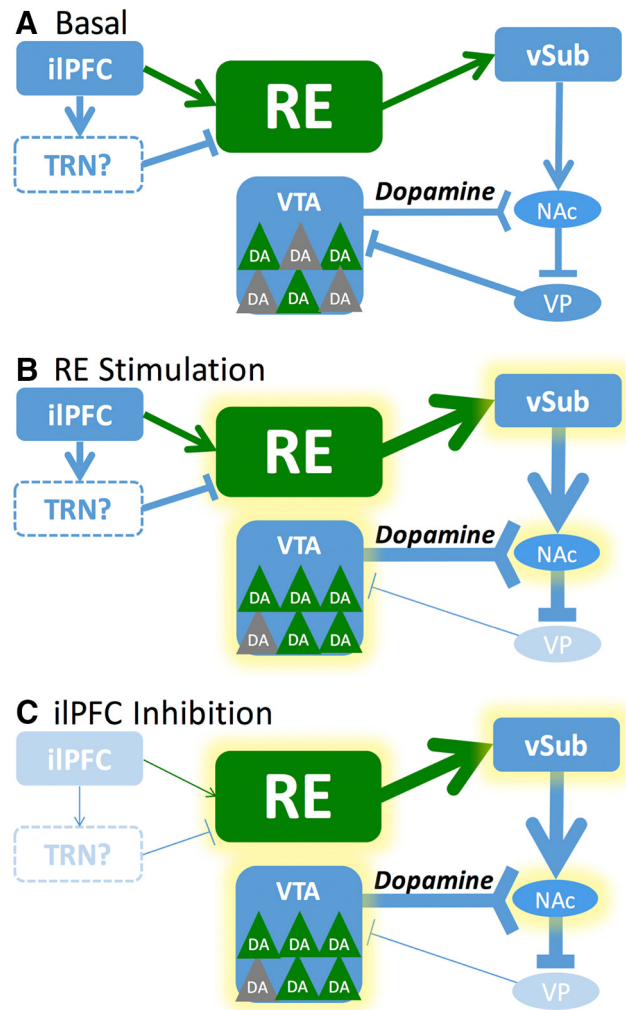 A Basal
ilPFC
RE
vSub
TRN?
VTA
Dopamine
NAc
DA DA DA
DA DA DA
VP
B RE Stimulation
ilPFC
RE
vSub
TRN?
VTA
Dopamine
NAc
DA DA DA
DA DA DA
VP
C ilPFC Inhibition
ilPFC
RE
vSub
TRN?
VTA
Dopamine
NAc
DA DA DA
DA DA DA
VP